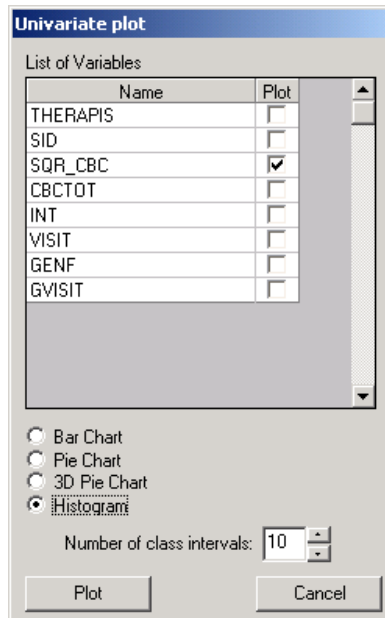 Univariate plot
List of Variables
Name Plot
THERAPIS
SID
SQR_CBC
CBCTOT
INT
VISIT
GENF
GVISIT
Bar Chart
Pie Chart
3D Pie Chart
Histogram
Number of class intervals: 10
Plot Cancel